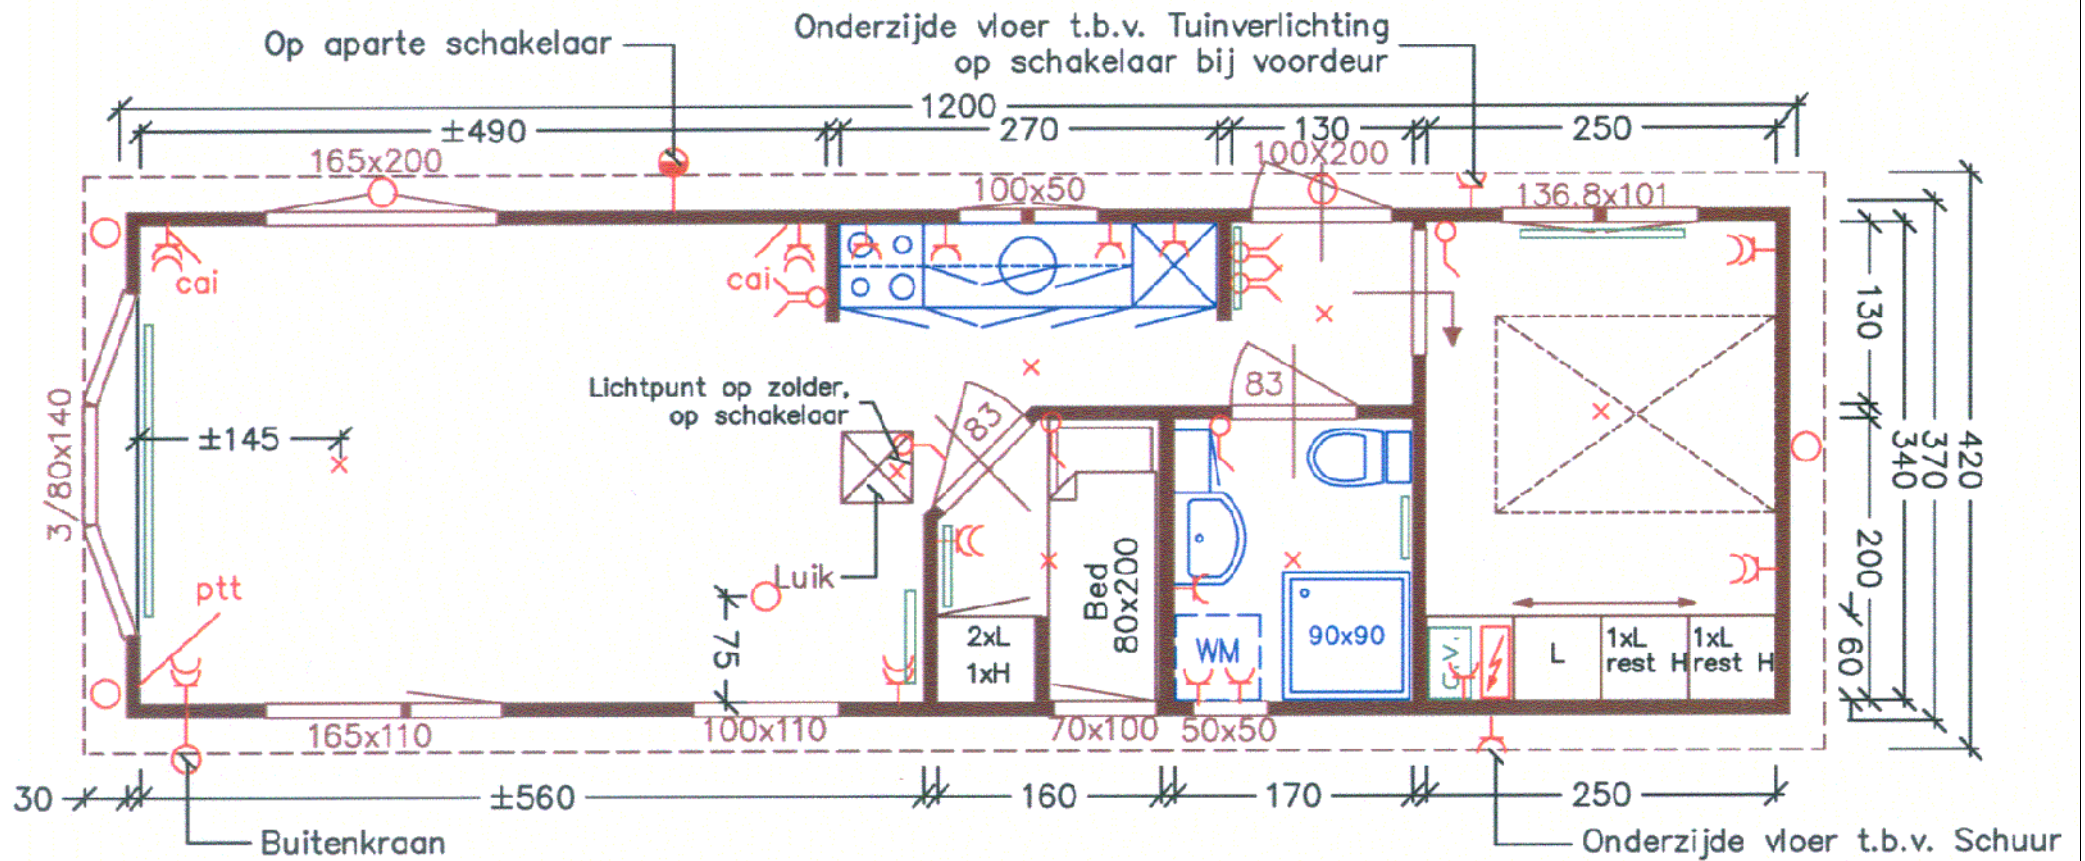 Onderzijde vloer t.b.v. Tuinverlichting
op schakelaar bij voordeur
Op aparte schakelaar
1200
±490
270
130
250
165x200
100x50
100X200
136.8x101
cai
cai
Lichtpunt op zolder,
op schakelaar
83
83
±145
3/80x140
130
340
370
420
200
60
Luik
ptt
75
Bed
80x200
2xL
1xH
WM
90x90
C.V.
L
1xL
rest H
1xL
rest H
165x110
100x110
70x100
50x50
30
±560
160
170
250
Buitenkraan
Onderzijde vloer t.b.v. Schuur